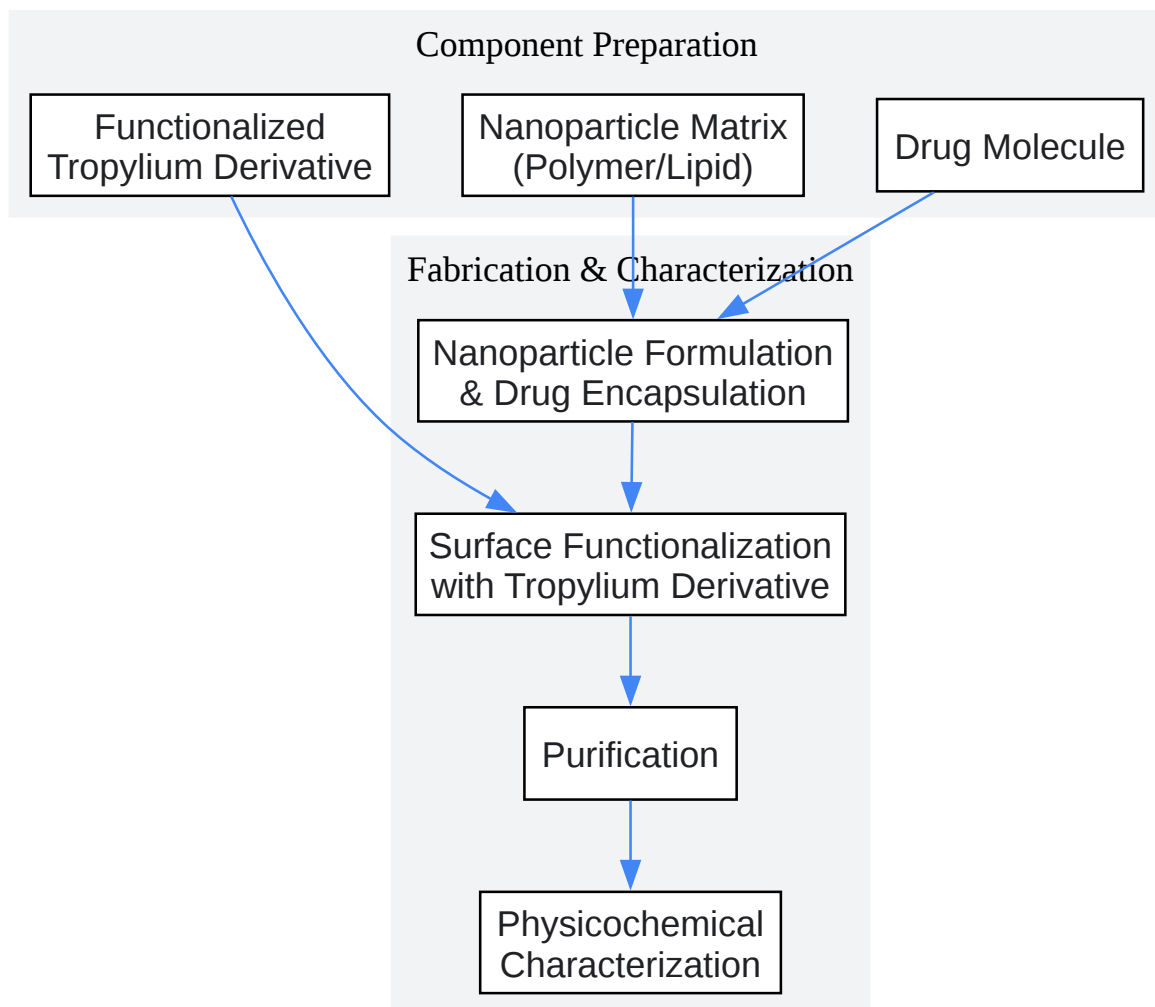 Component Preparation
Functionalized
Tropylium Derivative
Nanoparticle Matrix
(Polymer/Lipid)
Drug Molecule
Fabrication & Characterization
Nanoparticle Formulation
& Drug Encapsulation
Surface Functionalization
with Tropylium Derivative
Purification
Physicochemical
Characterization